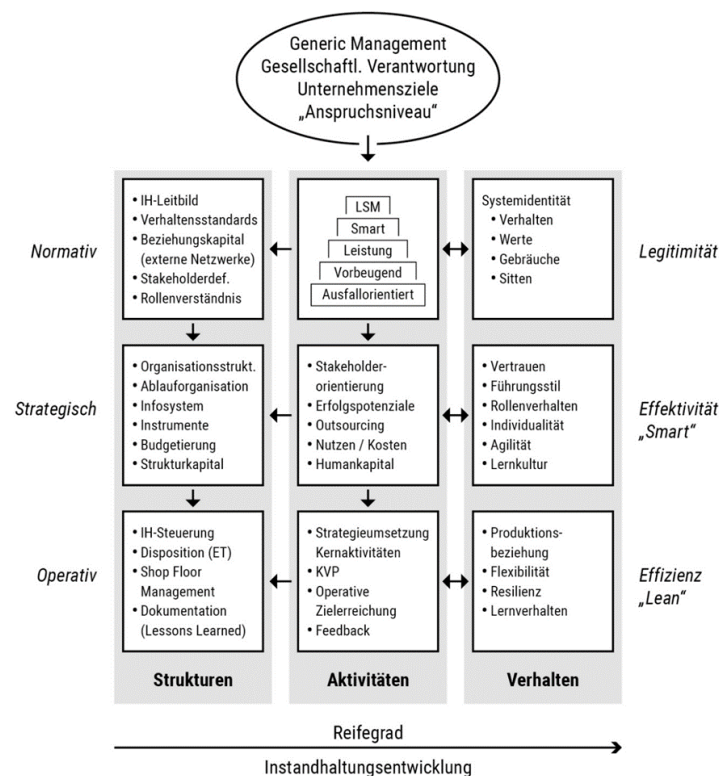 Generic Management
Gesellschaftl. Verantwortung
Unternehmensziele
„Anspruchsniveau“
Normativ
• IH-Leitbild
• Verhaltensstandards
• Beziehungskapital
(externe Netzwerke)
• Stakeholderdef.
• Rollenverständnis
LSM
Smart
Leistung
Vorbeugend
Ausfallorientiert
Systemidentität
• Verhalten
• Werte
• Gebräuche
• Sitten
Legitimität
Strategisch
• Organisationsstrukt.
• Ablauforganisation
• Infosystem
• Instrumente
• Budgetierung
• Strukturkapital
• Stakeholder-
orientierung
• Erfolgspotenziale
• Outsourcing
• Nutzen / Kosten
• Humankapital
• Vertrauen
• Führungsstil
• Rollenverhalten
• Individualität
• Agilität
• Lernkultur
Effektivität
„Smart“
Operativ
• IH-Steuerung
• Disposition (ET)
• Shop Floor
Management
• Dokumentation
(Lessons Learned)
• Strategieumsetzung
Kernaktivitäten
• KVP
• Operative
Zielerreichung
• Feedback
• Produktions-
beziehung
• Flexibilität
• Resilienz
• Lernverhalten
Effizienz
„Lean“
Strukturen
Aktivitäten
Verhalten
Reifegrad
Instandhaltungsentwicklung